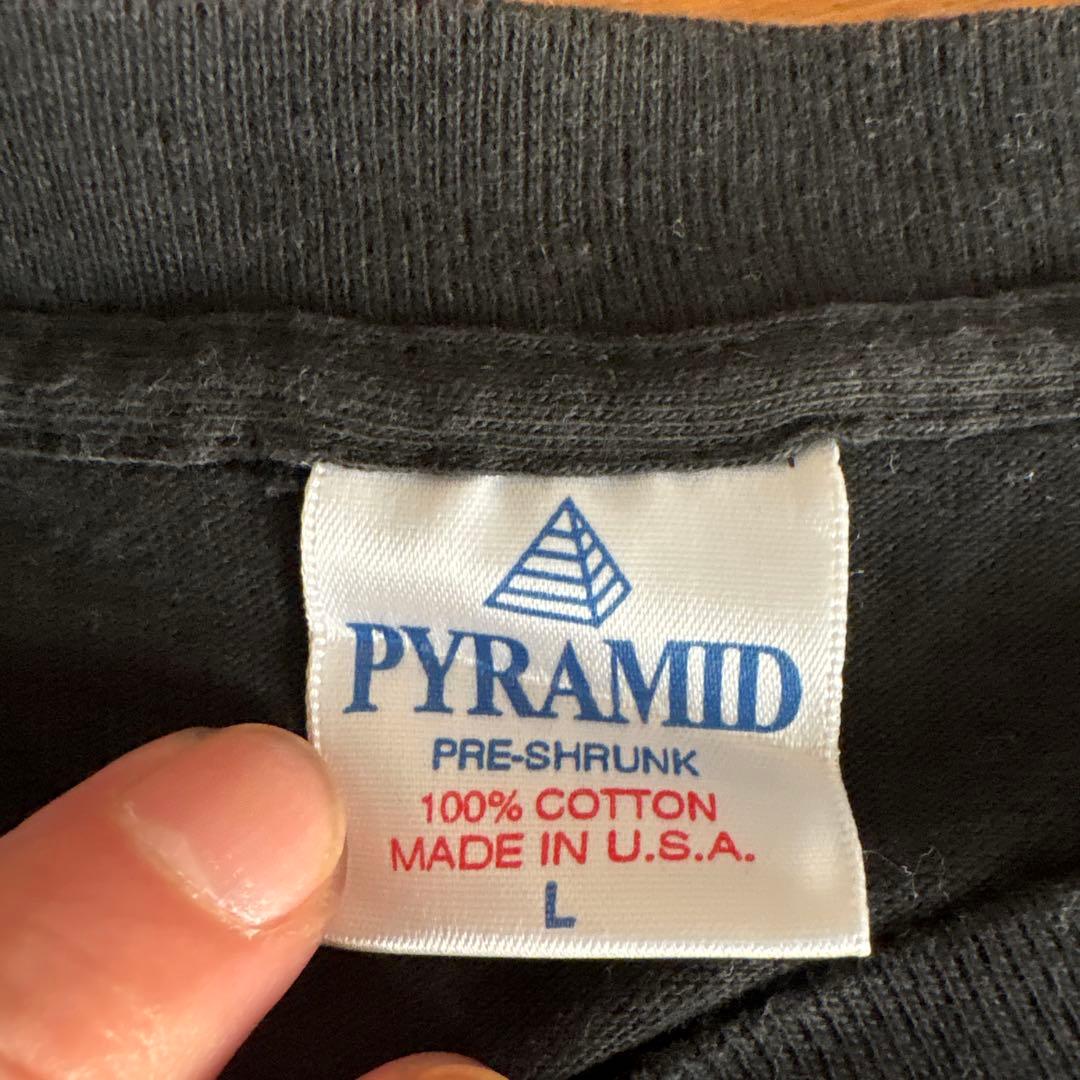 PYRAMID
PRE-SHRUNK
100% COTTON
MADE IN U.S.A.
L